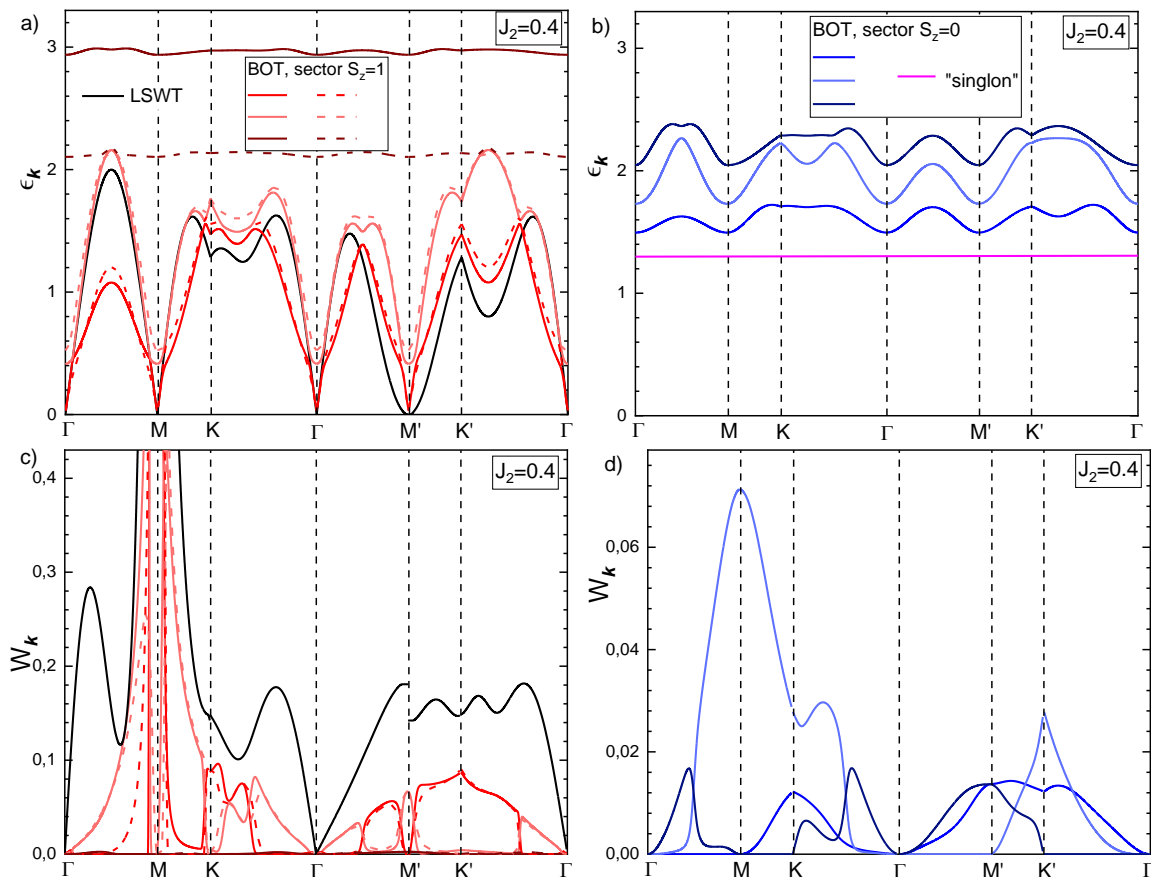 a)
J₂=0.4
BOT, sector S_z=1
LSWT
3
2
1
0
ϵ_k
Γ M K Γ M' K' Γ
b)
J₂=0.4
BOT, sector S_z=0
"singlon"
3
2
1
0
ϵ_k
Γ M K Γ M' K' Γ
c)
J₂=0.4
0,4
0,3
0,2
0,1
0,0
W_k
Γ M K Γ M' K' Γ
d)
J₂=0.4
0,06
0,04
0,02
0,00
W_k
Γ M K Γ M' K' Γ